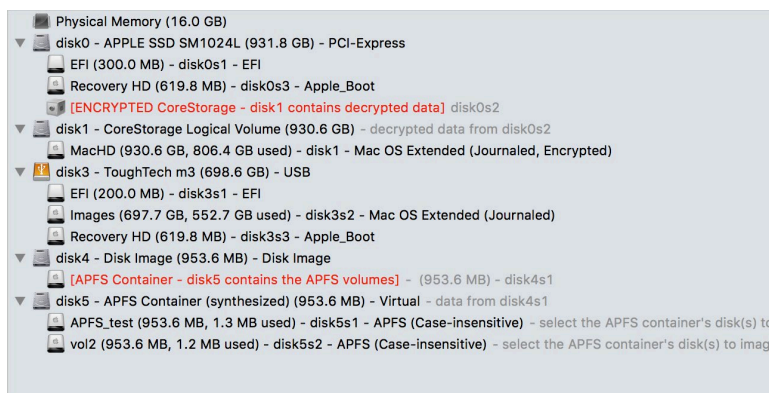 Physical Memory (16.0 GB)
disk0 - APPLE SSD SM1024L (931.8 GB) - PCI-Express
EFI (300.0 MB) - disk0s1 - EFI
Recovery HD (619.8 MB) - disk0s3 - Apple_Boot
[ENCRYPTED CoreStorage - disk1 contains decrypted data] disk0s2
disk1 - CoreStorage Logical Volume (930.6 GB) - decrypted data from disk0s2
MacHD (930.6 GB, 806.4 GB used) - disk1 - Mac OS Extended (Journaled, Encrypted)
disk3 - ToughTech m3 (698.6 GB) - USB
EFI (200.0 MB) - disk3s1 - EFI
Images (697.7 GB, 552.7 GB used) - disk3s2 - Mac OS Extended (Journaled)
Recovery HD (619.8 MB) - disk3s3 - Apple_Boot
disk4 - Disk Image (953.6 MB) - Disk Image
[APFS Container - disk5 contains the APFS volumes] - (953.6 MB) - disk4s1
disk5 - APFS Container (synthesized) (953.6 MB) - Virtual - data from disk4s1
APFS_test (953.6 MB, 1.3 MB used) - disk5s1 - APFS (Case-insensitive) - select the APFS container's disk(s)
vol2 (953.6 MB, 1.2 MB used) - disk5s2 - APFS (Case-insensitive) - select the APFS container's disk(s) to